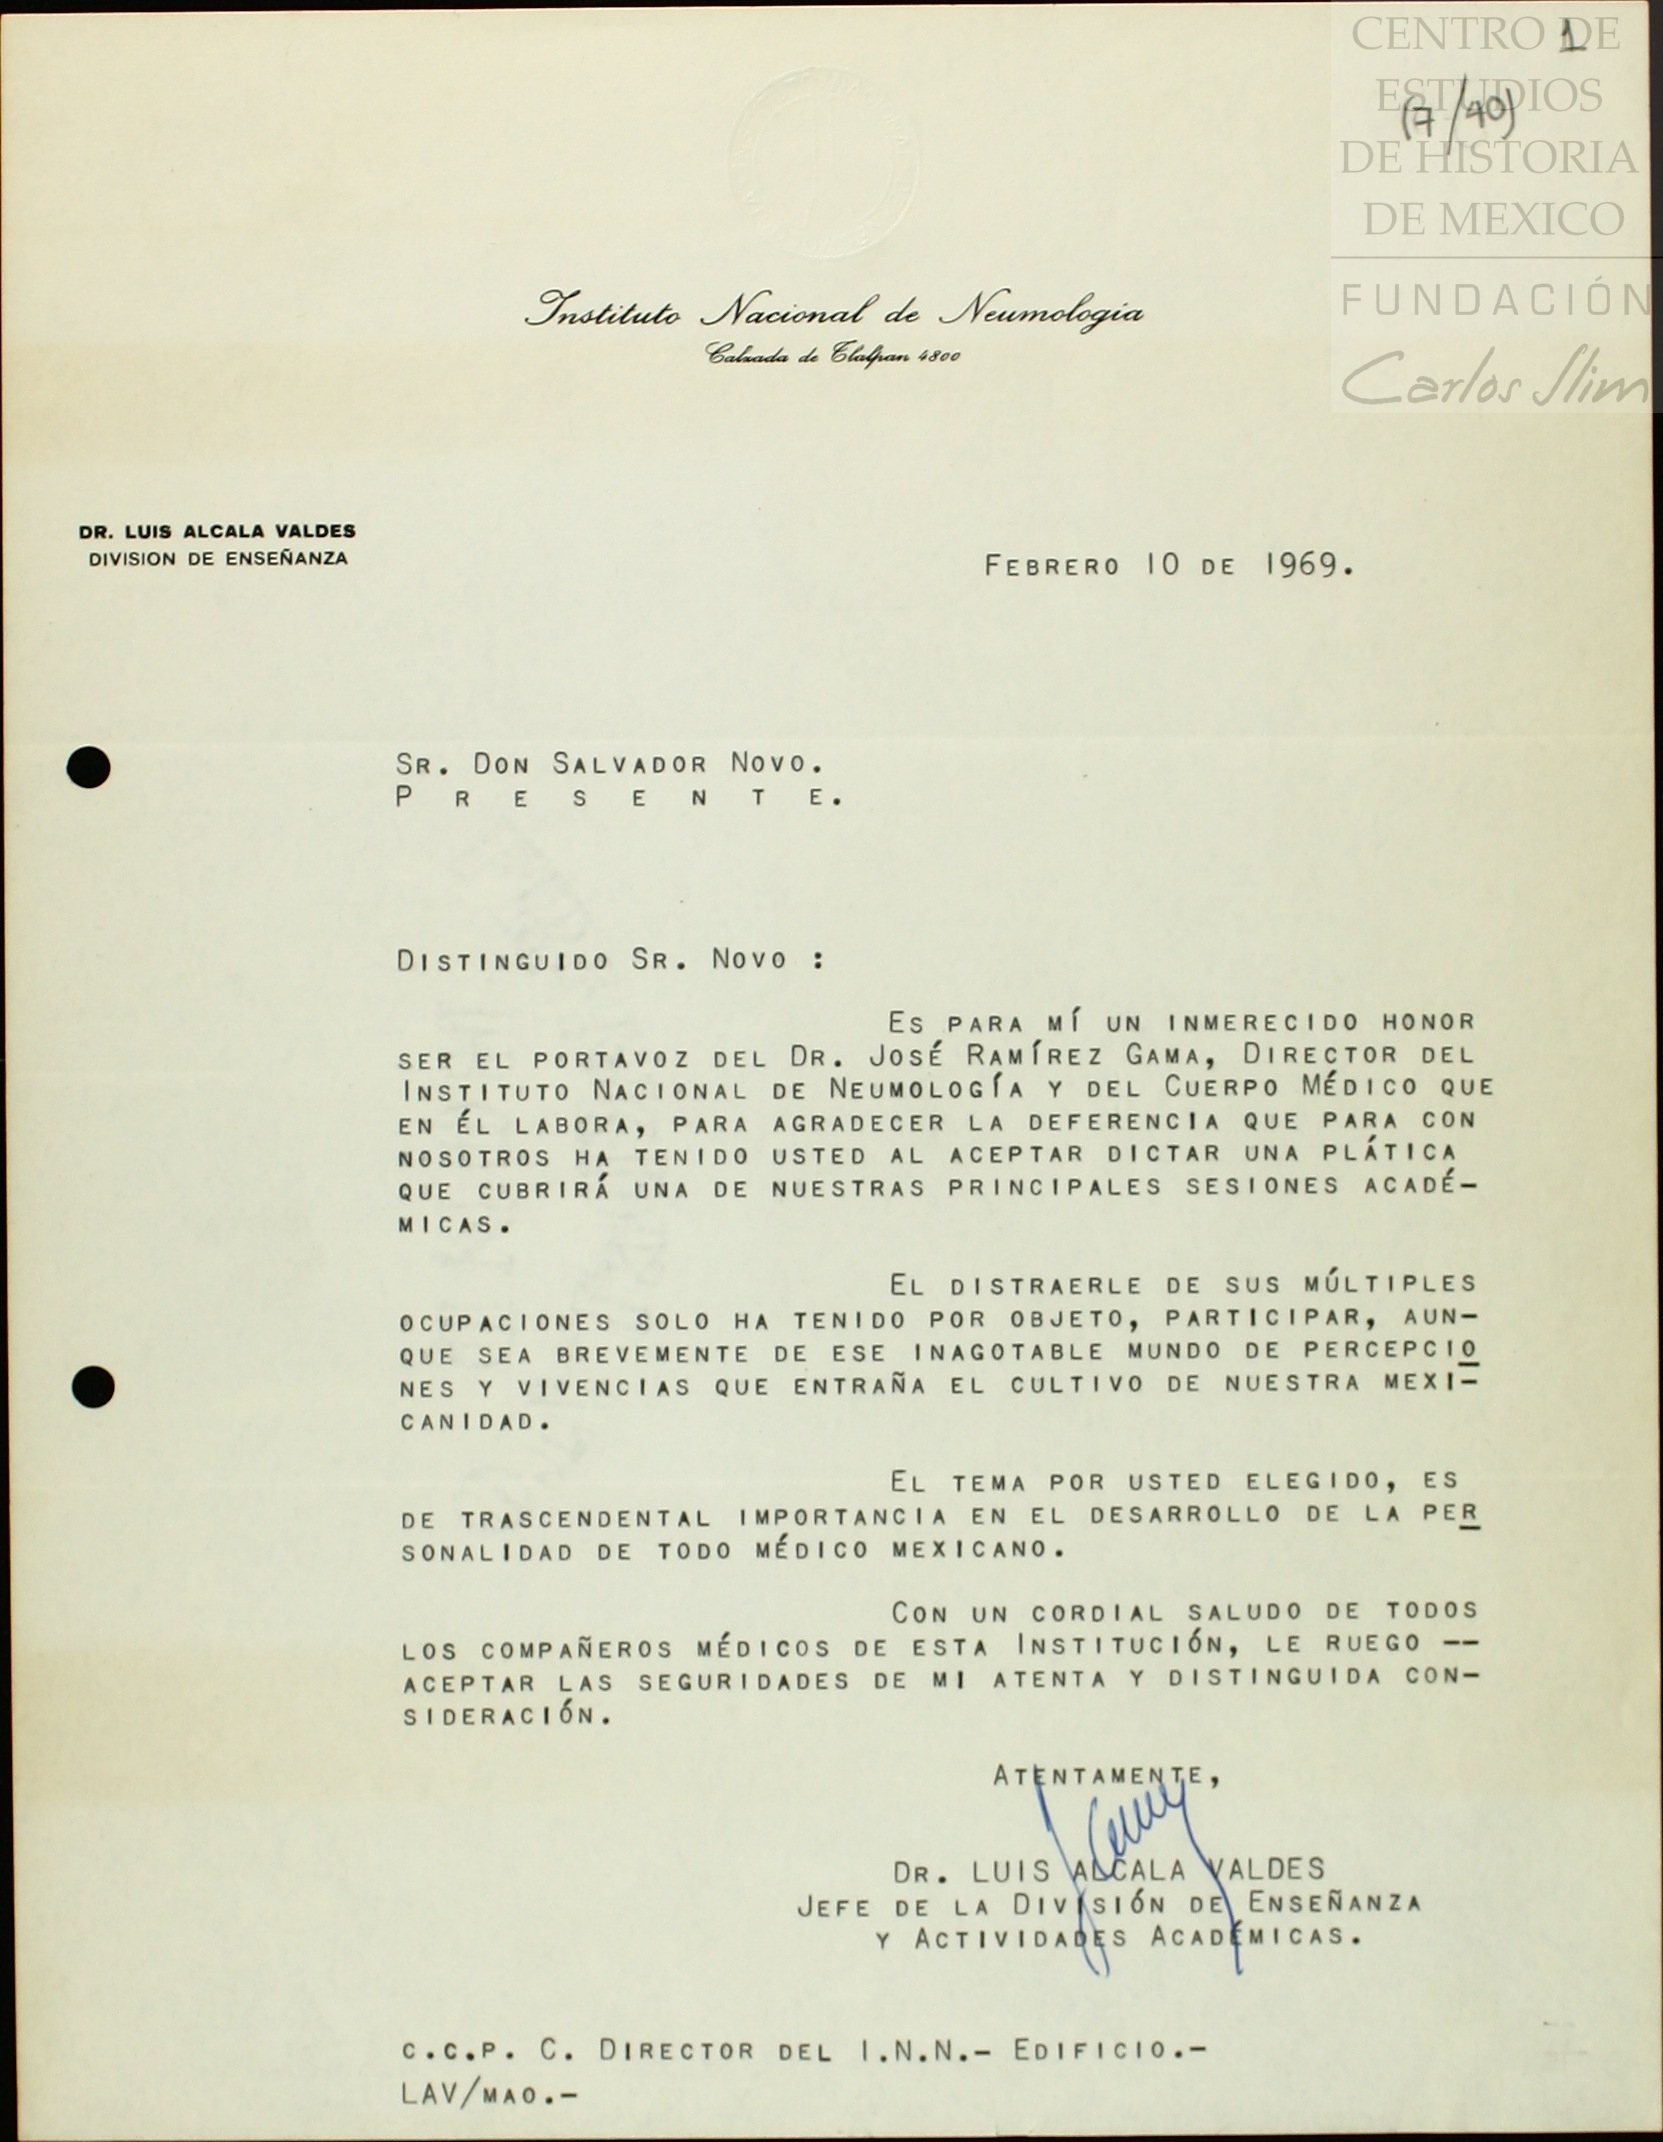 CENTRO DE
ESTUDIOS
DE HISTORIA
DE MEXICO
FUNDACIÓN
Carlos Slim
1
(7/40)
Instituto Nacional de Neumología
Calzada de Tlalpan 4800
DR. LUIS ALCALA VALDES
DIVISION DE ENSEÑANZA
FEBRERO 10 DE 1969.
SR. DON SALVADOR NOVO.
P R E S E N T E.
DISTINGUIDO SR. NOVO :
ES PARA MÍ UN INMERECIDO HONOR
SER EL PORTAVOZ DEL DR. JOSÉ RAMÍREZ GAMA, DIRECTOR DEL
INSTITUTO NACIONAL DE NEUMOLOGÍA Y DEL CUERPO MÉDICO QUE
EN ÉL LABORA, PARA AGRADECER LA DEFERENCIA QUE PARA CON
NOSOTROS HA TENIDO USTED AL ACEPTAR DICTAR UNA PLÁTICA
QUE CUBRIRÁ UNA DE NUESTRAS PRINCIPALES SESIONES ACADÉ-
MICAS.
EL DISTRAERLE DE SUS MÚLTIPLES
OCUPACIONES SOLO HA TENIDO POR OBJETO, PARTICIPAR, AUN-
QUE SEA BREVEMENTE DE ESE INAGOTABLE MUNDO DE PERCEPCIO
NES Y VIVENCIAS QUE ENTRAÑA EL CULTIVO DE NUESTRA MEXI-
CANIDAD.
EL TEMA POR USTED ELEGIDO, ES
DE TRASCENDENTAL IMPORTANCIA EN EL DESARROLLO DE LA PER
SONALIDAD DE TODO MÉDICO MEXICANO.
CON UN CORDIAL SALUDO DE TODOS
LOS COMPAÑEROS MÉDICOS DE ESTA INSTITUCIÓN, LE RUEGO --
ACEPTAR LAS SEGURIDADES DE MI ATENTA Y DISTINGUIDA CON-
SIDERACIÓN.
ATENTAMENTE,
DR. LUIS ALCALA VALDES
JEFE DE LA DIVISIÓN DE ENSEÑANZA
Y ACTIVIDADES ACADÉMICAS.
C.C.P. C. DIRECTOR DEL I.N.N.- EDIFICIO.-
LAV/MAO.-